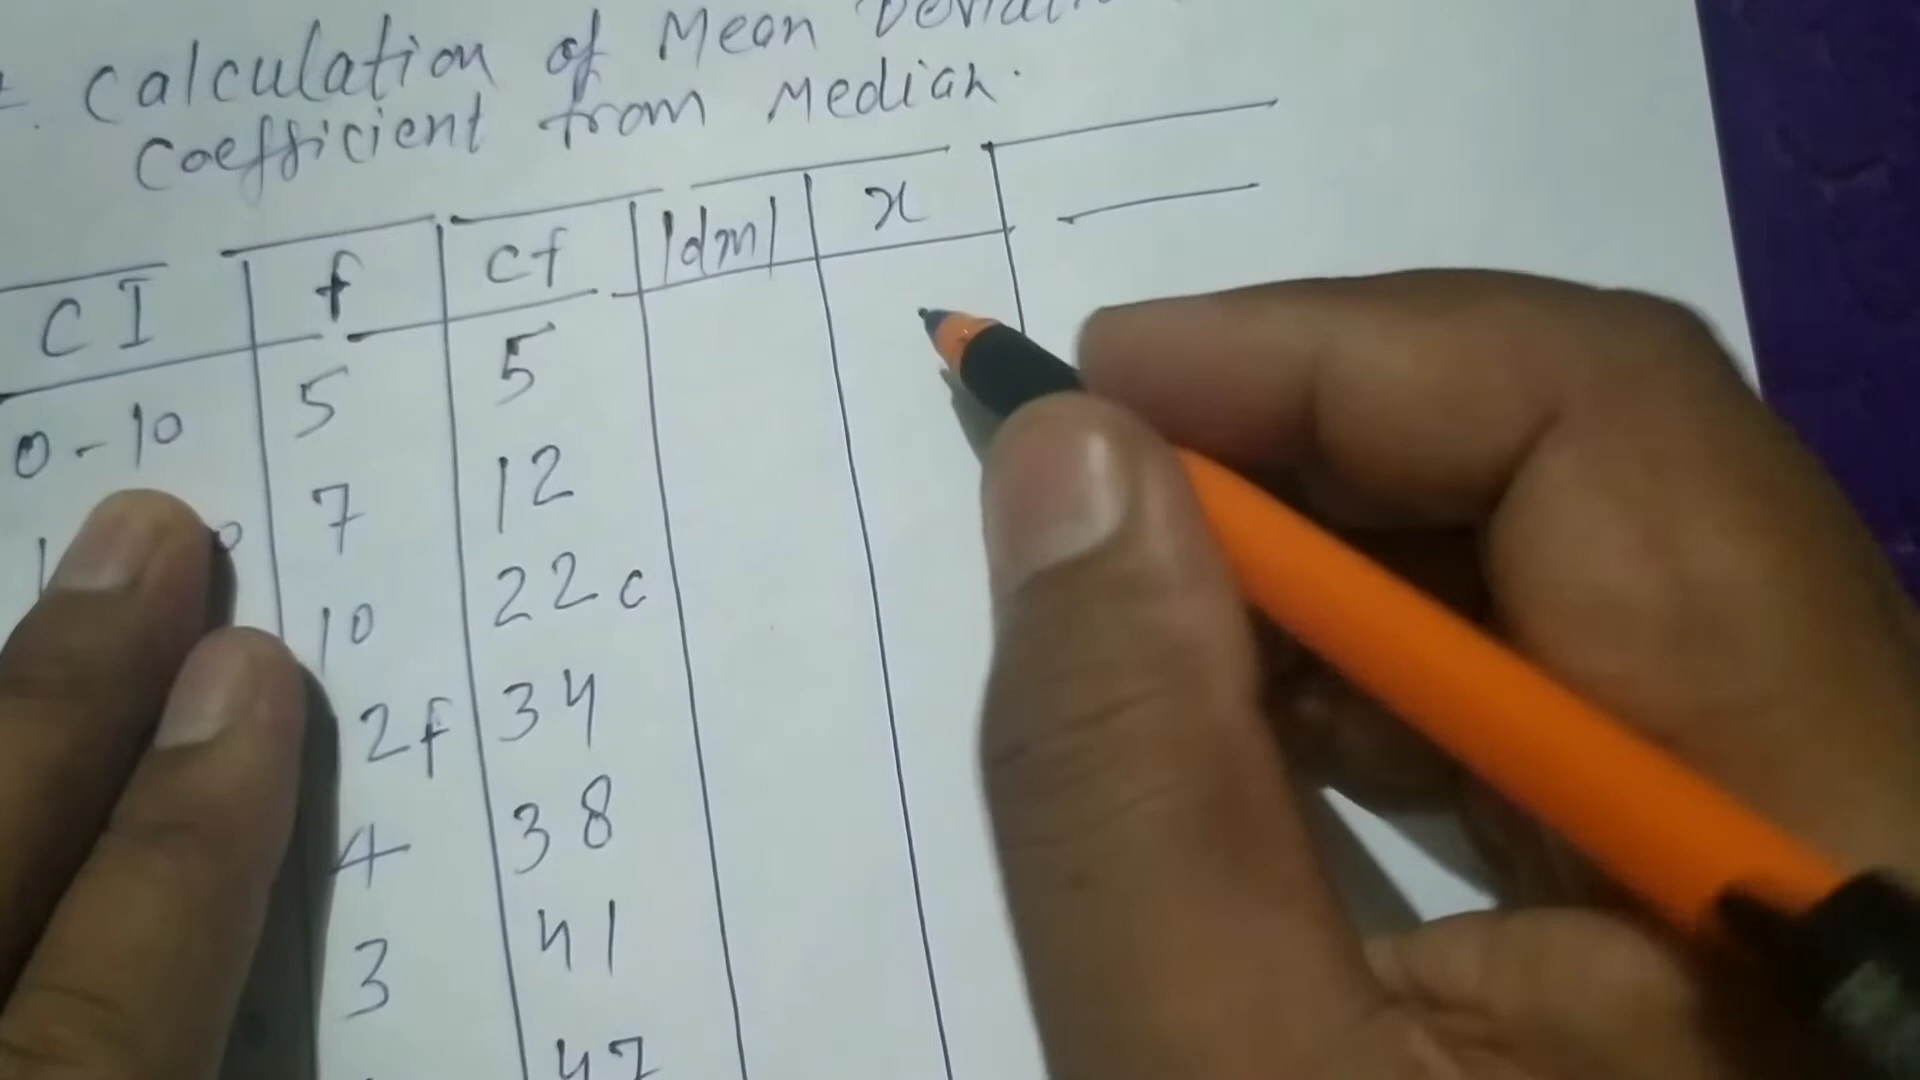 Calculation of Mean
Coefficient from Median.
CI f cf |dm| x
0-10 5 5
7 12
10 22 c
2f 34
4 38
3 41
47